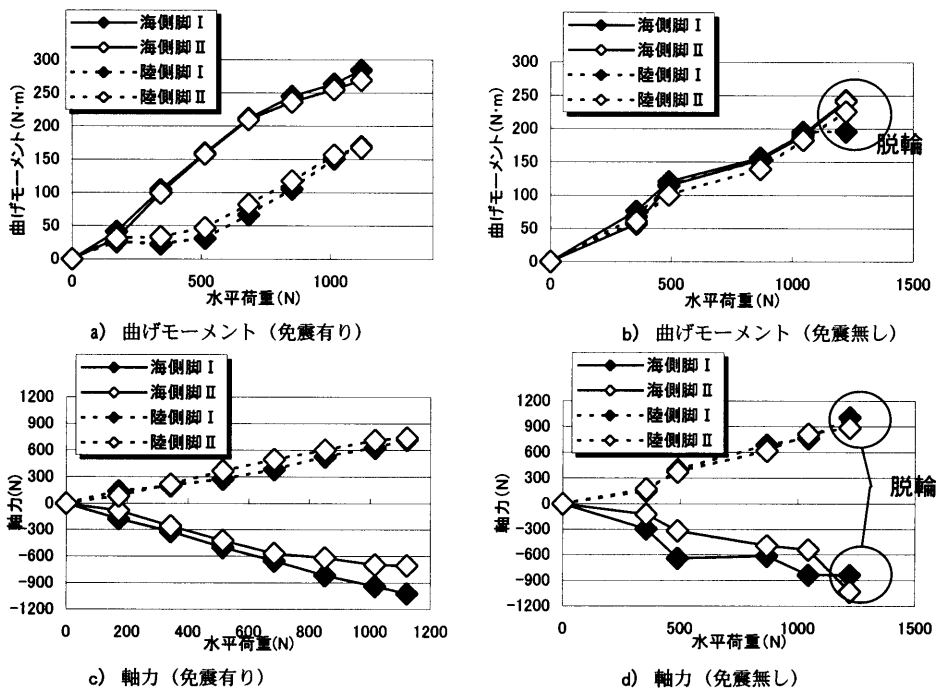 海側脚Ⅰ
海側脚Ⅱ
陸側脚Ⅰ
陸側脚Ⅱ
曲げモーメント(N･m)
300
250
200
150
100
50
0
0 500 1000
水平荷重(N)
a) 曲げモーメント(免震有り)
海側脚Ⅰ
海側脚Ⅱ
陸側脚Ⅰ
陸側脚Ⅱ
曲げモーメント(N･m)
300
250
200
150
100
50
0
脱輪
0 500 1000 1500
水平荷重(N)
b) 曲げモーメント(免震無し)
海側脚Ⅰ
海側脚Ⅱ
陸側脚Ⅰ
陸側脚Ⅱ
軸力(N)
1200
900
600
300
0
-300
-600
-900
-1200
0 200 400 600 800 1000 1200
水平荷重(N)
c) 軸力(免震有り)
海側脚Ⅰ
海側脚Ⅱ
陸側脚Ⅰ
陸側脚Ⅱ
軸力(N)
1200
900
600
300
0
-300
-600
-900
-1200
脱輪
0 500 1000 1500
水平荷重(N)
d) 軸力(免震無し)